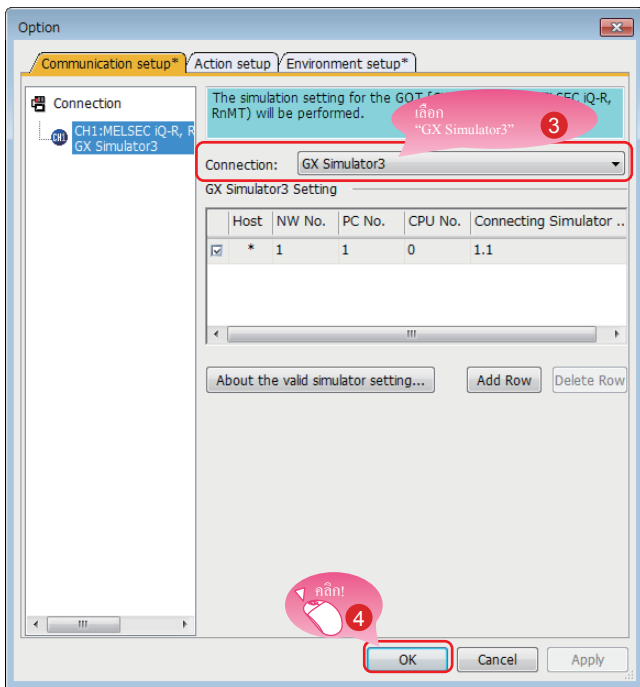 Option
Communication setup* Action setup Environment setup*
Connection
CH1:MELSEC iQ-R, R
GX Simulator3
The simulation setting for the GOT
SEC iQ-R,
RnMT) will be performed.
เลือก
“GX Simulator3”
3
Connection: GX Simulator3
GX Simulator3 Setting
Host NW No. PC No. CPU No. Connecting Simulator ..
* 1 1 0 1.1
About the valid simulator setting... Add Row Delete Row
คลิก!
4
OK Cancel Apply